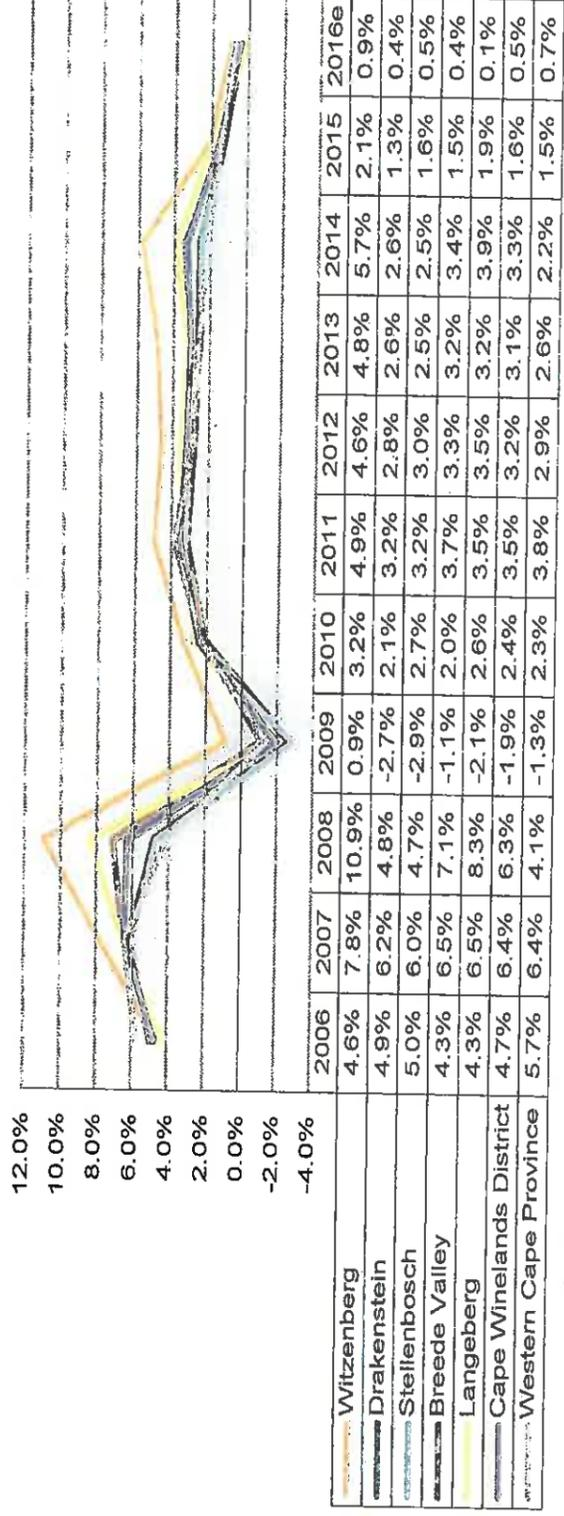 12.0%
10.0%
8.0%
6.0%
4.0%
2.0%
0.0%
-2.0%
-4.0%
2006 2007 2008 2009 2010 2011 2012 2013 2014 2015 2016e
Witzenberg 4.6% 7.8% 10.9% 0.9% 3.2% 4.9% 4.6% 4.8% 5.7% 2.1% 0.9%
Drakenstein 4.9% 6.2% 4.8% -2.7% 2.1% 3.2% 2.8% 2.6% 2.6% 1.3% 0.4%
Stellenbosch 5.0% 6.0% 4.7% -2.9% 2.7% 3.2% 3.0% 2.5% 2.5% 1.6% 0.5%
Breede Valley 4.3% 6.5% 7.1% -1.1% 2.0% 3.7% 3.3% 3.2% 3.4% 1.5% 0.4%
Langeberg 4.3% 6.5% 8.3% -2.1% 2.6% 3.5% 3.5% 3.2% 3.9% 1.9% 0.1%
Cape Winelands District 4.7% 6.4% 6.3% -1.9% 2.4% 3.5% 3.2% 3.1% 3.3% 1.6% 0.5%
Western Cape Province 5.7% 6.4% 4.1% -1.3% 2.3% 3.8% 2.9% 2.6% 2.2% 1.5% 0.7%